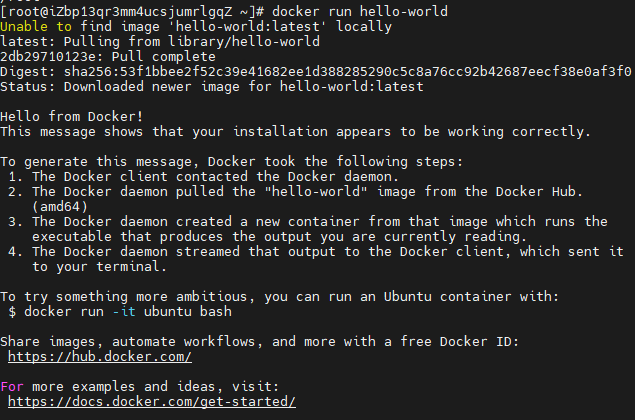 [root@iZbp13qr3mm4ucsjumrlgqZ ~]# docker run hello-world
Unable to find image 'hello-world:latest' locally
latest: Pulling from library/hello-world
2db29710123e: Pull complete
Digest: sha256:53f1bbee2f52c39e41682ee1d388285290c5c8a76cc92b42687eecf38e0af3f0
Status: Downloaded newer image for hello-world:latest

Hello from Docker!
This message shows that your installation appears to be working correctly.

To generate this message, Docker took the following steps:
 1. The Docker client contacted the Docker daemon.
 2. The Docker daemon pulled the "hello-world" image from the Docker Hub.
    (amd64)
 3. The Docker daemon created a new container from that image which runs the
    executable that produces the output you are currently reading.
 4. The Docker daemon streamed that output to the Docker client, which sent it
    to your terminal.

To try something more ambitious, you can run an Ubuntu container with:
 $ docker run -it ubuntu bash

Share images, automate workflows, and more with a free Docker ID:
 https://hub.docker.com/

For more examples and ideas, visit:
 https://docs.docker.com/get-started/